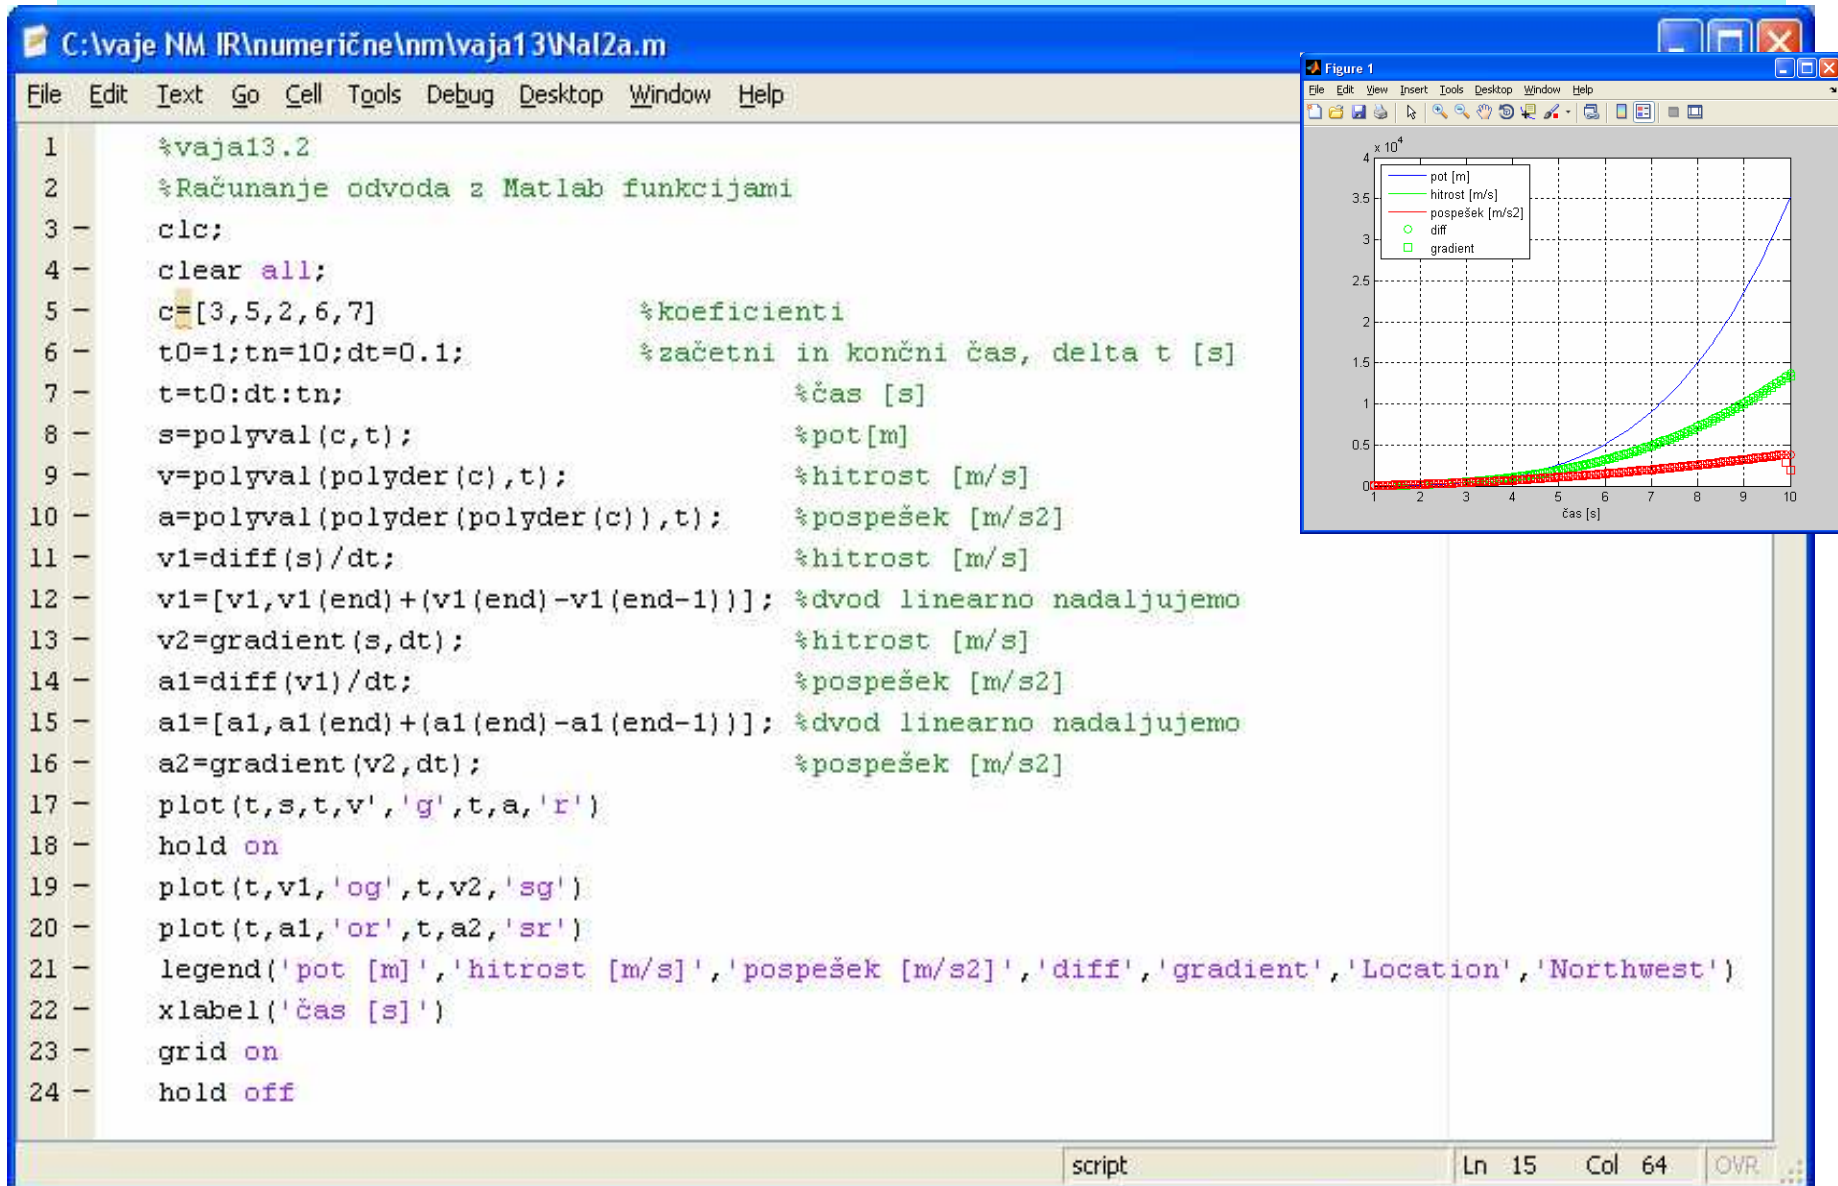 C:\vaje NM IR\numerične\nm\vaja13\Nal2a.m
File Edit Text Go Cell Tools Debug Desktop Window Help
1 %vaja13.2
2 %Računanje odvoda z Matlab funkcijami
3 – clc;
4 – clear all;
5 – c=[3,5,2,6,7] %koeficienti
6 – t0=1;tn=10;dt=0.1; %začetni in končni čas, delta t [s]
7 – t=t0:dt:tn; %čas [s]
8 – s=polyval(c,t); %pot[m]
9 – v=polyval(polyder(c),t); %hitrost [m/s]
10 – a=polyval(polyder(polyder(c)),t); %pospešek [m/s2]
11 – v1=diff(s)/dt; %hitrost [m/s]
12 – v1=[v1,v1(end)+(v1(end)-v1(end-1))]; %dvod linearno nadaljujemo
13 – v2=gradient(s,dt); %hitrost [m/s]
14 – a1=diff(v1)/dt; %pospešek [m/s2]
15 – a1=[a1,a1(end)+(a1(end)-a1(end-1))]; %dvod linearno nadaljujemo
16 – a2=gradient(v2,dt); %pospešek [m/s2]
17 – plot(t,s,t,v','g',t,a,'r')
18 – hold on
19 – plot(t,v1,'og',t,v2,'sg')
20 – plot(t,a1,'or',t,a2,'sr')
21 – legend('pot [m]','hitrost [m/s]','pospešek [m/s2]','diff','gradient','Location','Northwest')
22 – xlabel('čas [s]')
23 – grid on
24 – hold off
script Ln 15 Col 64 OVR
Figure 1
File Edit View Insert Tools Desktop Window Help
x 10^4
4
3.5
3
2.5
2
1.5
1
0.5
0
pot [m]
hitrost [m/s]
pospešek [m/s2]
diff
gradient
1 2 3 4 5 6 7 8 9 10
čas [s]